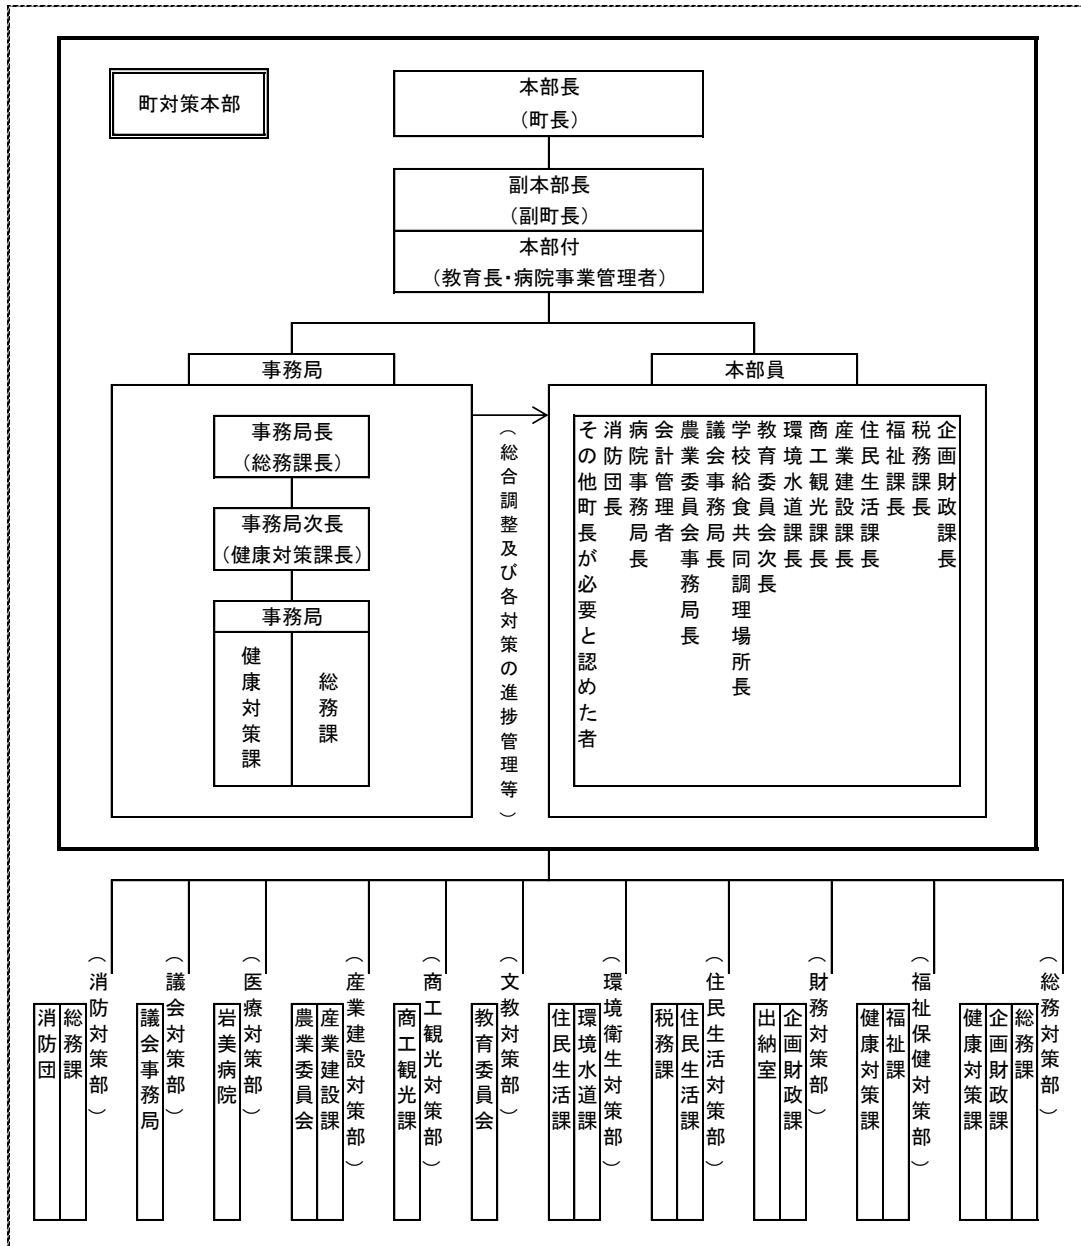 町対策本部
本部長
（町長）
副本部長
（副町長）
本部付
（教育長・病院事業管理者）
事務局
事務局長
（総務課長）
事務局次長
（健康対策課長）
事務局
総務課
健康対策課
（総合調整及び各対策の進捗管理等）
本部員
企画財政課長
税務課長
福祉課長
住民生活課長
産業建設課長
商工観光課長
環境水道課長
教育委員会次長
学校給食共同調理場所長
議会事務局長
農業委員会事務局長
会計管理者
病院事務局長
消防団長
その他町長が必要と認めた者
（総務対策部）
総務課
企画財政課
健康対策課
（福祉保健対策部）
福祉課
健康対策課
（財務対策部）
企画財政課
出納室
（住民生活対策部）
住民生活課
税務課
（環境衛生対策部）
環境水道課
住民生活課
（文教対策部）
教育委員会
（商工観光対策部）
商工観光課
（産業建設対策部）
産業建設課
農業委員会
（医療対策部）
岩美病院
（議会対策部）
議会事務局
（消防対策部）
総務課
消防団